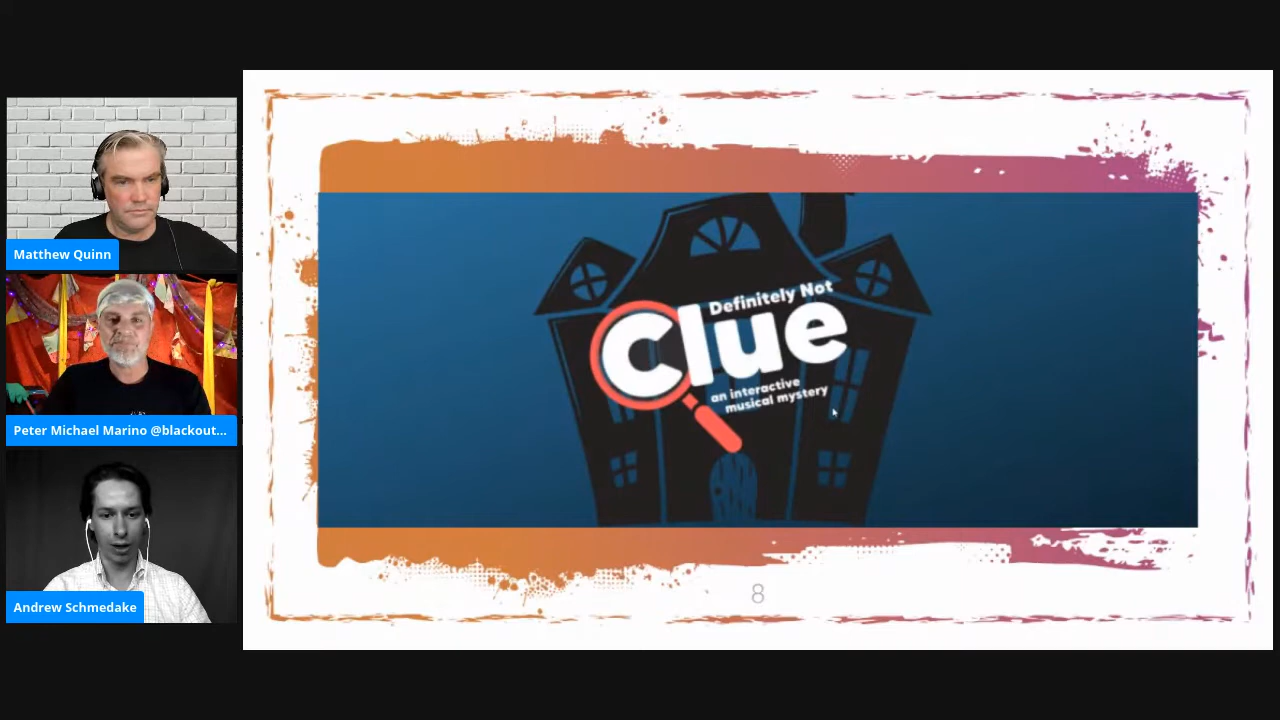 Matthew Quinn
Peter Michael Marino @blackout...
Andrew Schmedake
Definitely Not
Clue
an interactive
musical mystery
8